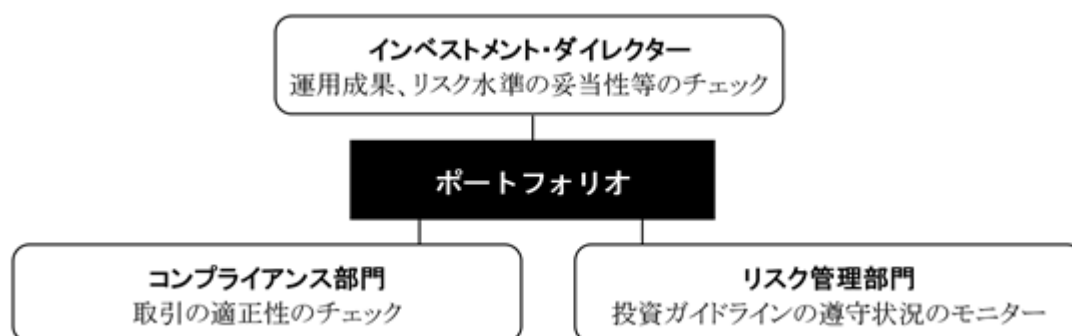 インベストメント・ダイレクター
運用成果、リスク水準の妥当性等のチェック
ポートフォリオ
コンプライアンス部門
取引の適正性のチェック
リスク管理部門
投資ガイドラインの遵守状況のモニター